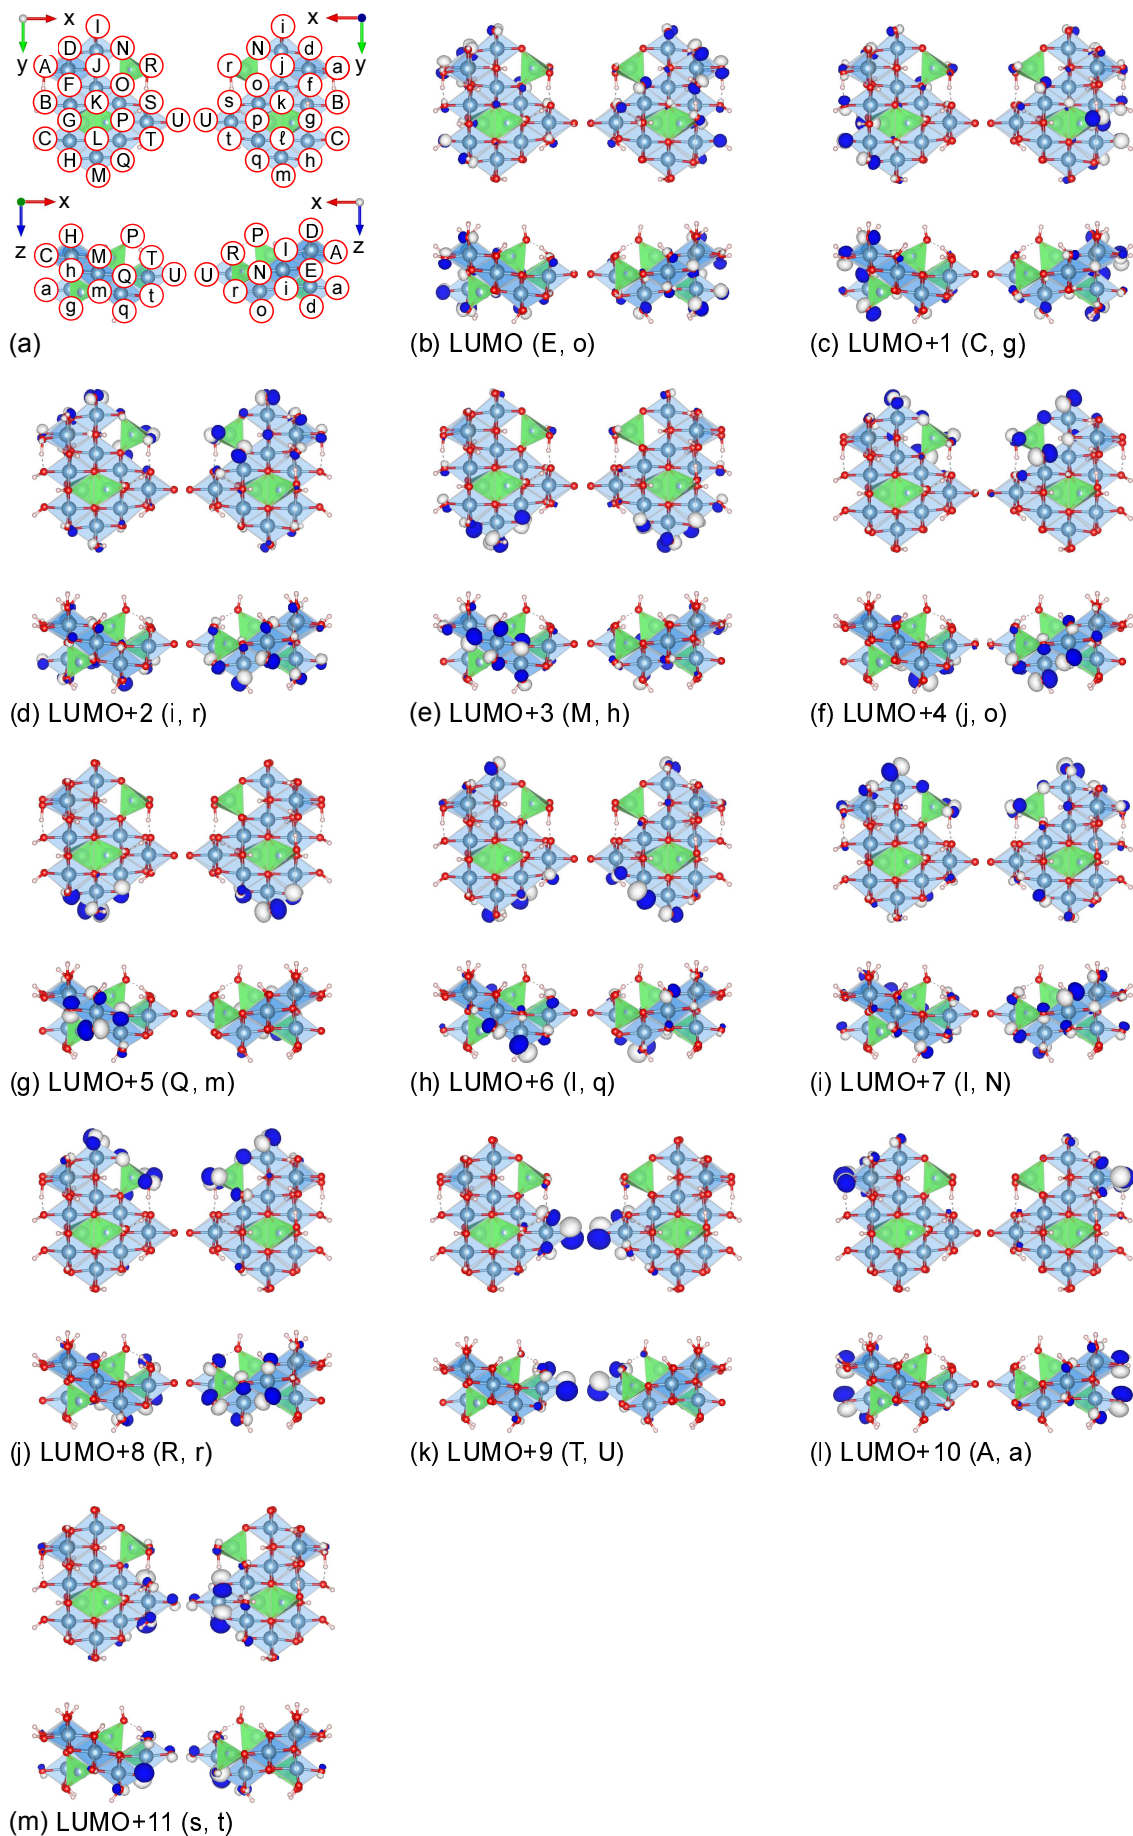 x I i x
D N N d
y A J R r j a y
F O o f
B K S s k B
G P U U p g
C L T t ℓ C
H Q q h
M m
x H P x
D
z C M T R P I A z
h Q U U N E
a m t r i a
g q o d
(a) (b) LUMO (E, o) (c) LUMO+1 (C, g)
(d) LUMO+2 (i, r) (e) LUMO+3 (M, h) (f) LUMO+4 (j, o)
(g) LUMO+5 (Q, m) (h) LUMO+6 (I, q) (i) LUMO+7 (I, N)
(j) LUMO+8 (R, r) (k) LUMO+9 (T, U) (l) LUMO+10 (A, a)
(m) LUMO+11 (s, t)